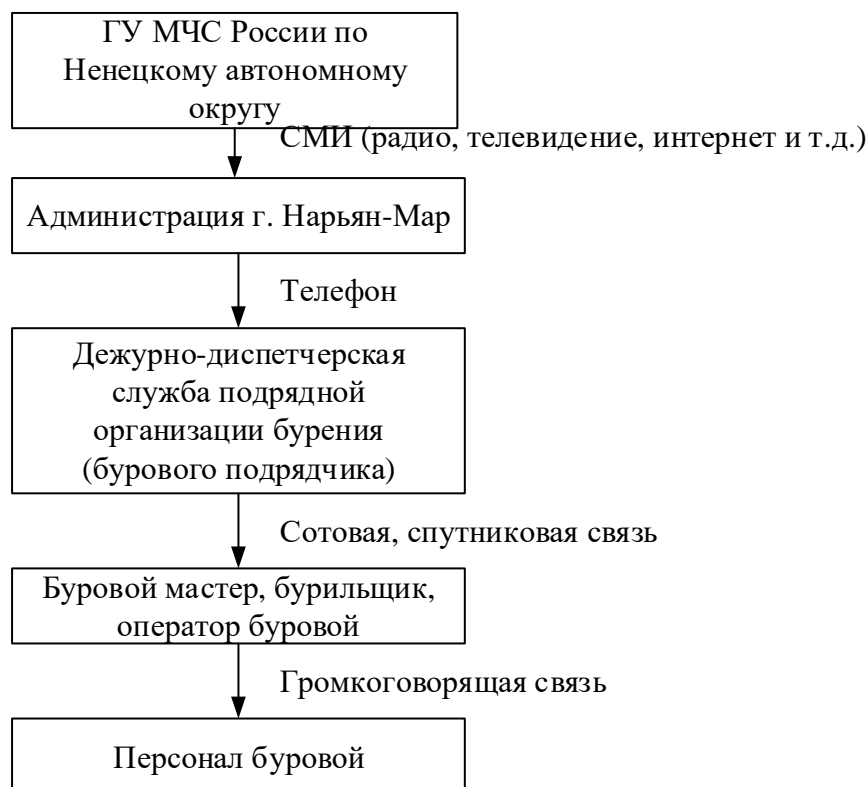 ГУ МЧС России по
Ненецкому автономному
округу
СМИ (радио, телевидение, интернет и т.д.)
Администрация г. Нарьян-Мар
Телефон
Дежурно-диспетчерская
служба подрядной
организации бурения
(бурового подрядчика)
Сотовая, спутниковая связь
Буровой мастер, бурильщик,
оператор буровой
Громкоговорящая связь
Персонал буровой